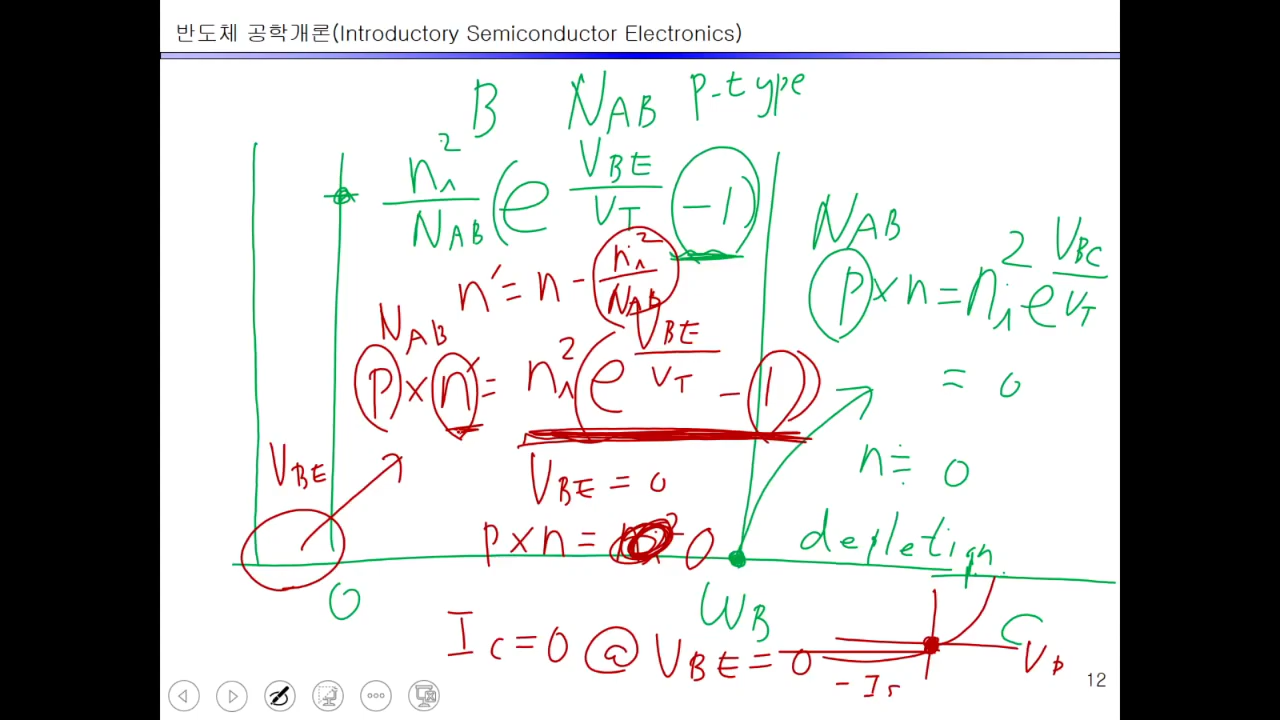 반도체 공학개론(Introductory Semiconductor Electronics)
B N_AB P-type
n_i^2/N_AB (e^(V_BE/V_T) - 1)
n' = n - n_i^2/N_AB
N_AB
p × n' = n_i^2 (e^(V_BE/V_T) - 1)
V_BE
V_BE = 0
p × n = 0
N_AB
p × n = n_i^2 e^(V_BC/V_T)
= 0
n ≒ 0
depletion
0
W_B
C
I_C = 0 @ V_BE = 0
- I_s
V_D
12